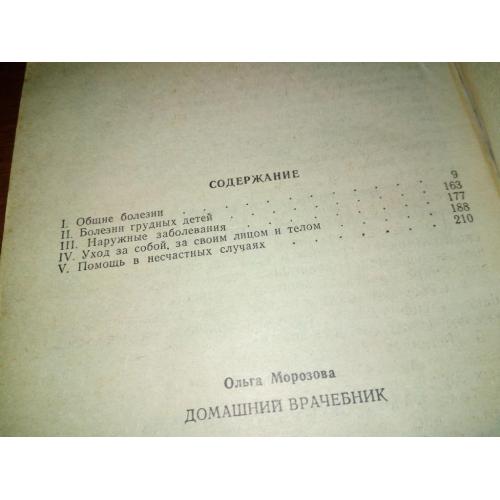 СОДЕРЖАНИЕ
I. Общие болезни . . . . . . . . 9
II. Болезни грудных детей . . . . . . . 163
III. Наружные заболевания . . . . . . . 177
IV. Уход за собой, за своим лицом и телом . . . . 188
V. Помощь в несчастных случаях . . . . . . 210
Ольга Морозова
ДОМАШНИЙ ВРАЧЕБНИК